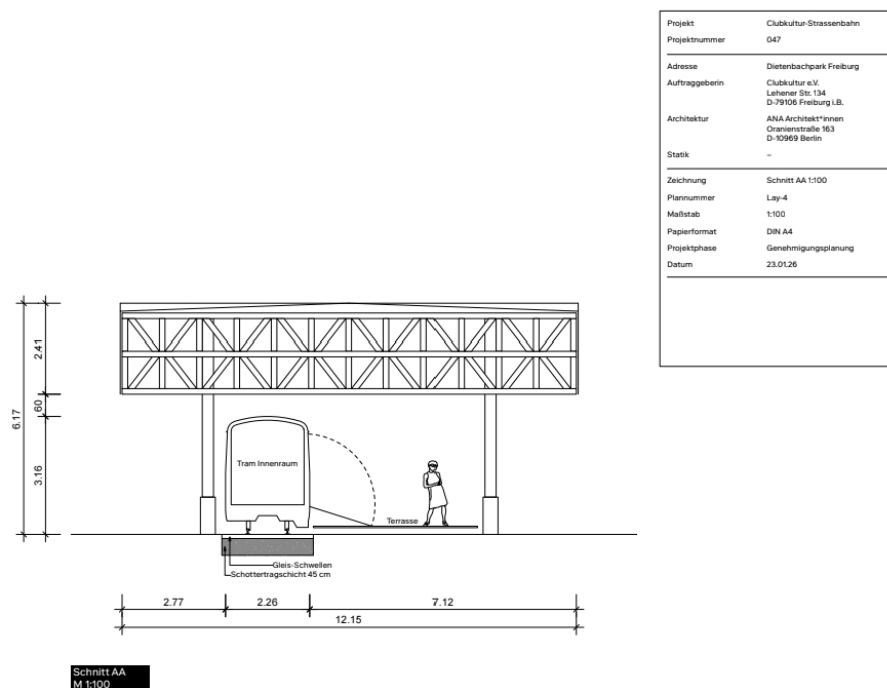 Projekt Clubkultur-Strassenbahn
Projektnummer 047
Adresse Dietenbachpark Freiburg
Auftraggeberin Clubkultur e.V.
Lehener Str. 134
D-79106 Freiburg i.B.
Architektur ANA Architekt*innen
Oranienstraße 163
D-10969 Berlin
Statik –
Zeichnung Schnitt AA 1:100
Plannummer Lay-4
Maßstab 1:100
Papierformat DIN A4
Projektphase Genehmigungsplanung
Datum 23.01.26
6.17
2.41
60
3.16
Tram Innenraum
Terrasse
Gleis-Schwellen
Schottertragschicht 45 cm
2.77 2.26 7.12
12.15
Schnitt AA
M 1:100